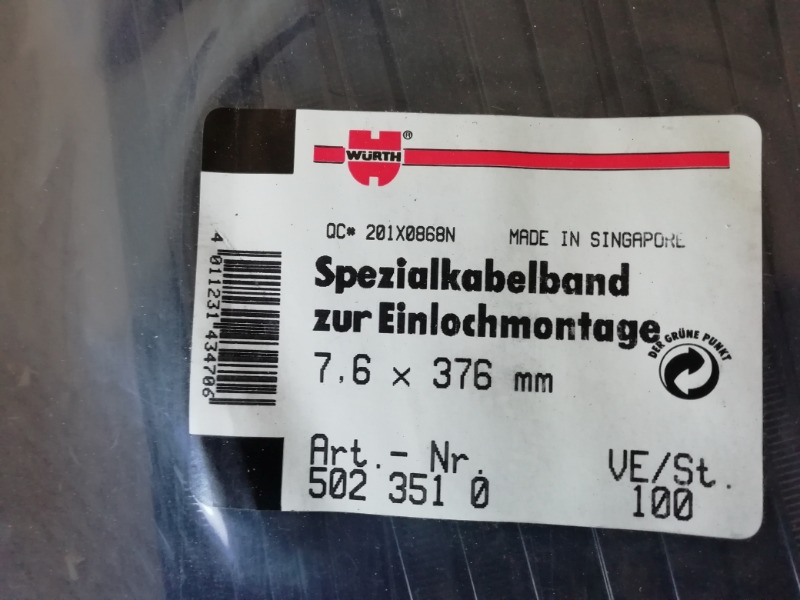 WÜRTH®
QC# 201X0868N MADE IN SINGAPORE
Spezialkabelband
zur Einlochmontage
DER GRÜNE PUNKT
7,6 x 376 mm
4 011231 434706
Art.- Nr.
502 351 0
VE/St.
100